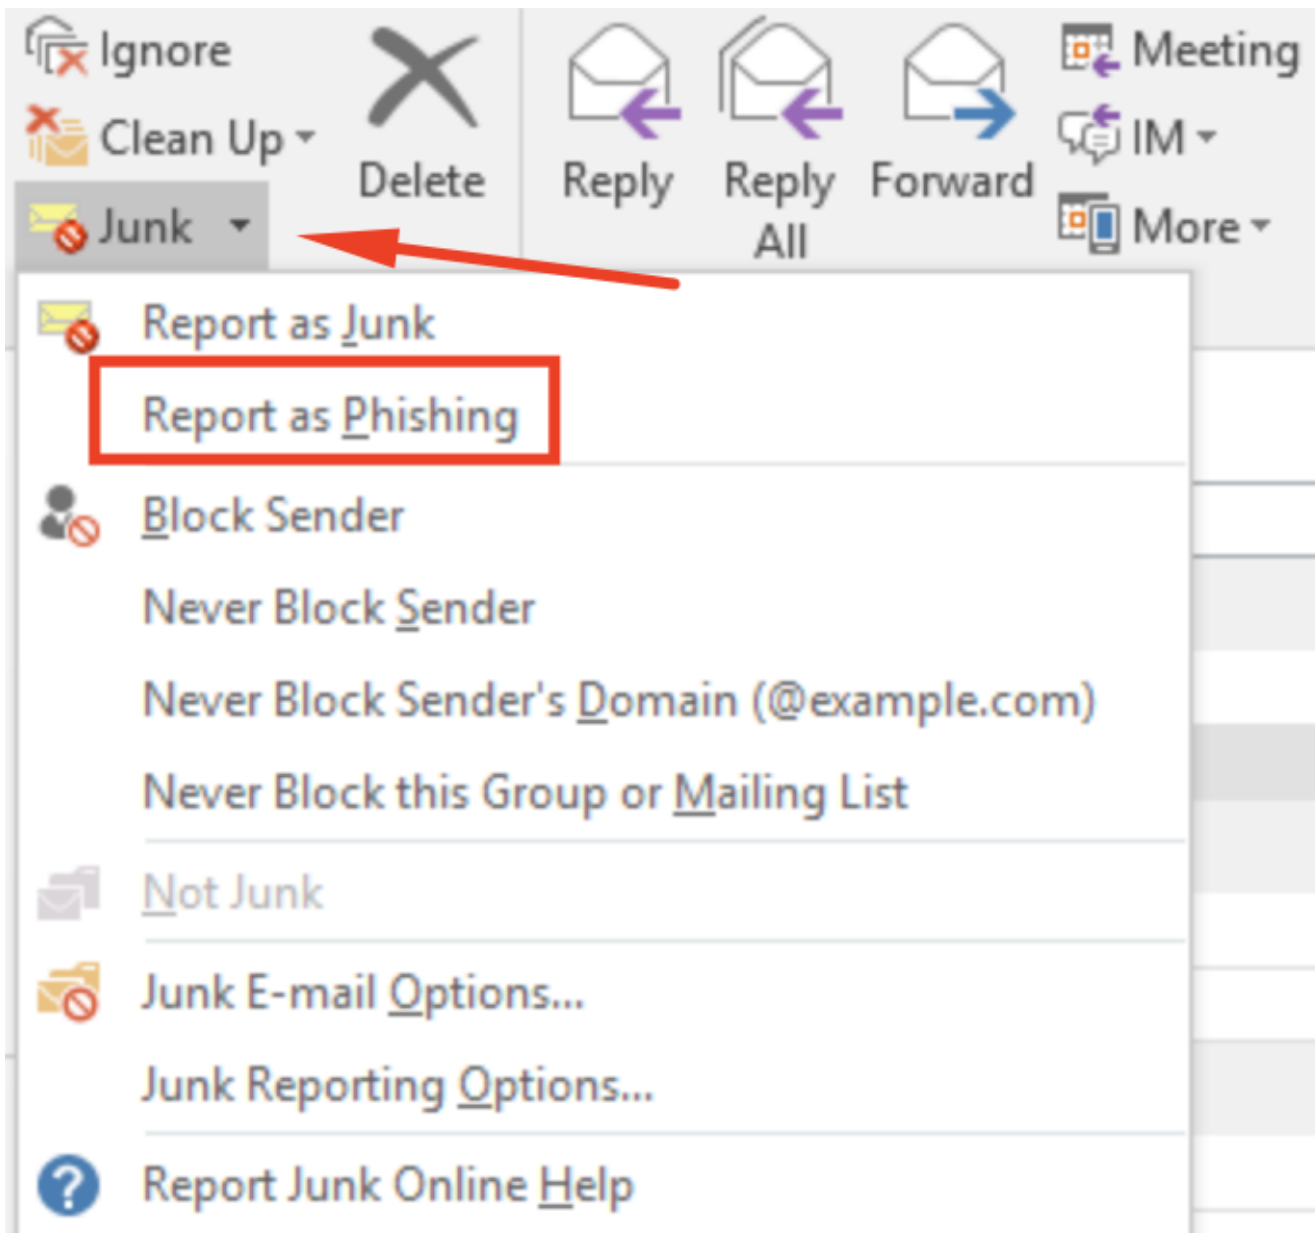 Ignore
Clean Up
Junk
Delete
Reply
Reply
All
Forward
Meeting
IM
More
Report as Junk
Report as Phishing
Block Sender
Never Block Sender
Never Block Sender's Domain (@example.com)
Never Block this Group or Mailing List
Not Junk
Junk E-mail Options...
Junk Reporting Options...
Report Junk Online Help